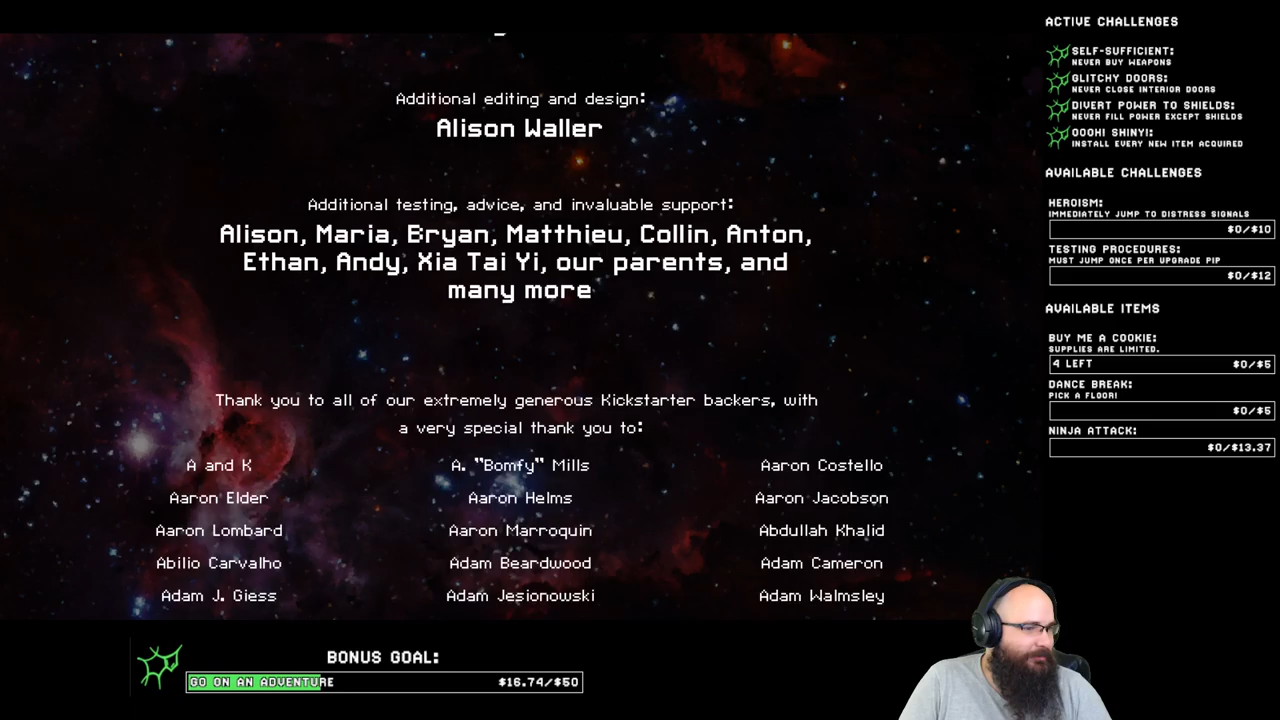 Additional editing and design:
Alison Waller
Additional testing, advice, and invaluable support:
Alison, Maria, Bryan, Matthieu, Collin, Anton,
Ethan, Andy, Xia Tai Yi, our parents, and
many more
Thank you to all of our extremely generous Kickstarter backers, with
a very special thank you to:
A and K
A. "Bomfy" Mills
Aaron Costello
Aaron Elder
Aaron Helms
Aaron Jacobson
Aaron Lombard
Aaron Marroquin
Abdullah Khalid
Abilio Carvalho
Adam Beardwood
Adam Cameron
Adam J. Giess
Adam Jesionowski
Adam Walmsley
ACTIVE CHALLENGES
SELF-SUFFICIENT:
NEVER BUY WEAPONS
GLITCHY DOORS:
NEVER CLOSE INTERIOR DOORS
DIVERT POWER TO SHIELDS:
NEVER FILL POWER EXCEPT SHIELDS
OOOH! SHINY!:
INSTALL EVERY NEW ITEM ACQUIRED
AVAILABLE CHALLENGES
HEROISM:
IMMEDIATELY JUMP TO DISTRESS SIGNALS
$0/$10
TESTING PROCEDURES:
MUST JUMP ONCE PER UPGRADE PIP
$0/$12
AVAILABLE ITEMS
BUY ME A COOKIE:
SUPPLIES ARE LIMITED.
4 LEFT $0/$5
DANCE BREAK:
PICK A FLOOR!
$0/$5
NINJA ATTACK:
$0/$13.37
BONUS GOAL:
GO ON AN ADVENTURE $16.74/$50